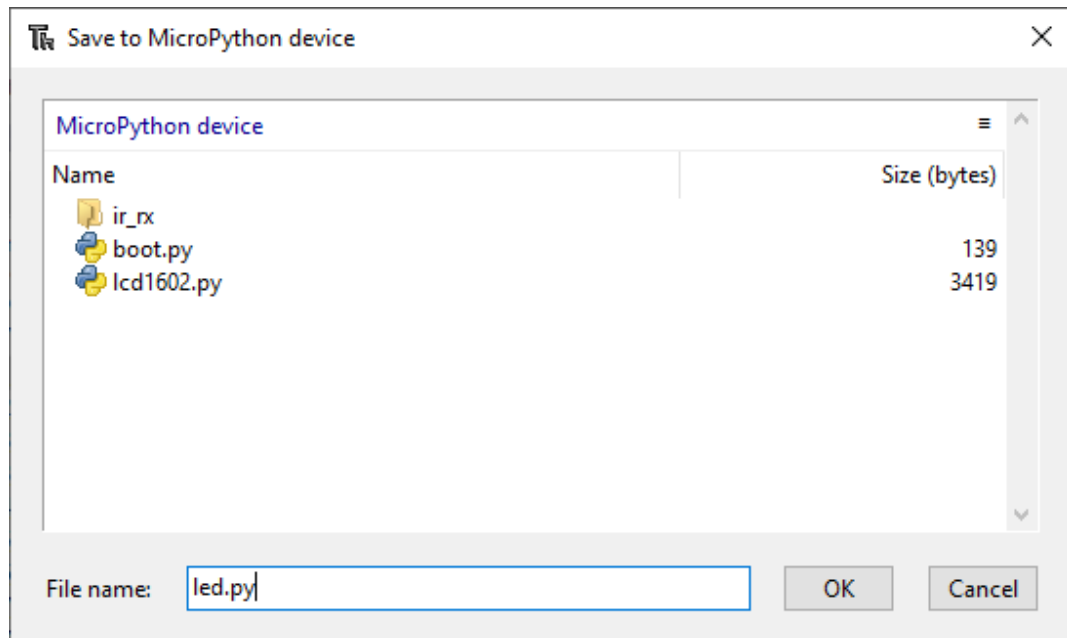 Save to MicroPython device
MicroPython device
Name Size (bytes)
ir_rx
boot.py 139
lcd1602.py 3419
File name: led.py OK Cancel